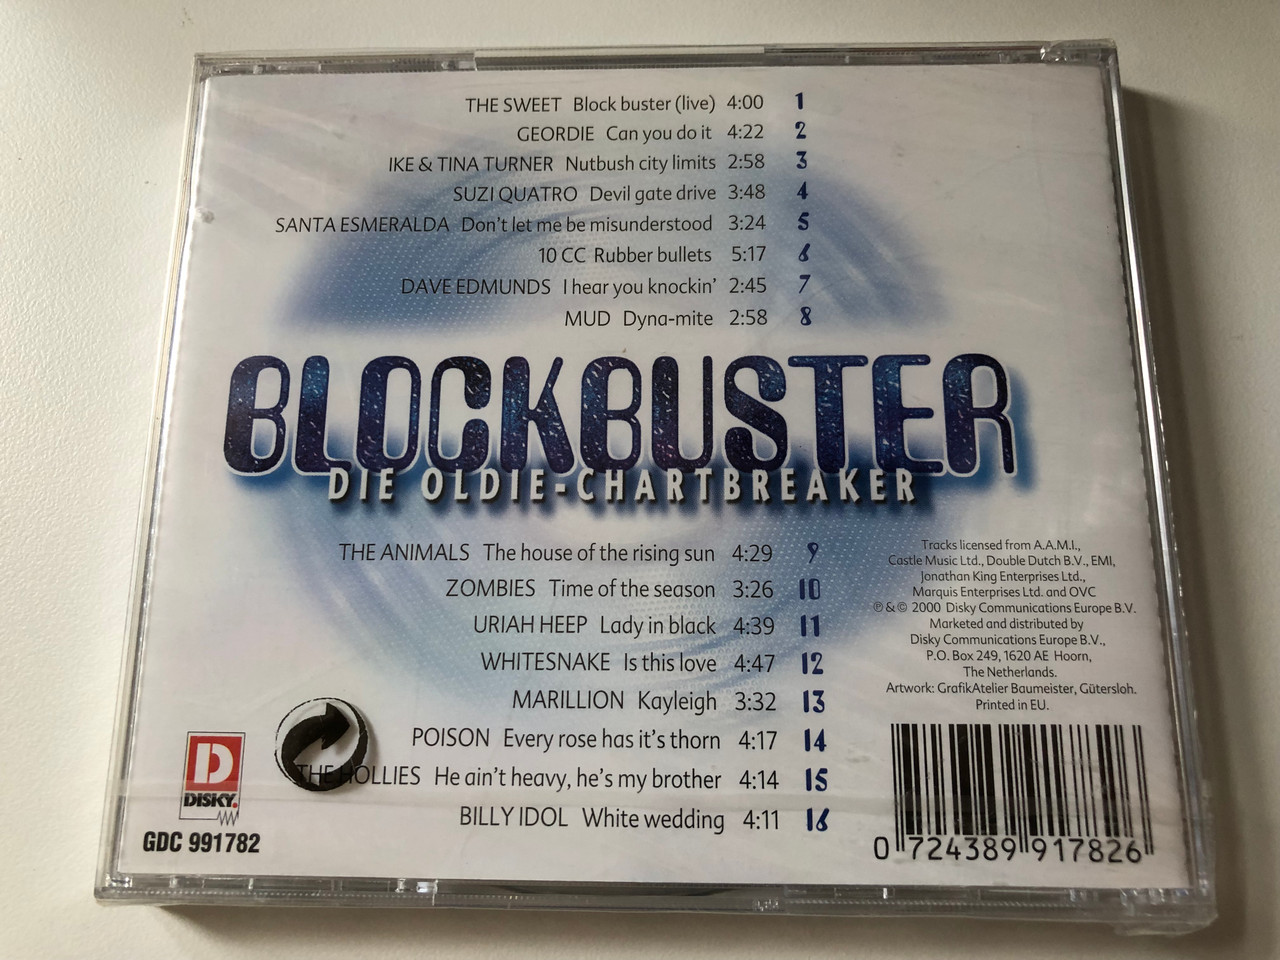 THE SWEET Block buster (live) 4:00 1
GEORDIE Can you do it 4:22 2
IKE & TINA TURNER Nutbush city limits 2:58 3
SUZI QUATRO Devil gate drive 3:48 4
SANTA ESMERALDA Don't let me be misunderstood 3:24 5
10 CC Rubber bullets 5:17 6
DAVE EDMUNDS I hear you knockin' 2:45 7
MUD Dyna-mite 2:58 8
BLOCKBUSTER
DIE OLDIE-CHARTBREAKER
THE ANIMALS The house of the rising sun 4:29 9
ZOMBIES Time of the season 3:26 10
URIAH HEEP Lady in black 4:39 11
WHITESNAKE Is this love 4:47 12
MARILLION Kayleigh 3:32 13
POISON Every rose has it's thorn 4:17 14
THE HOLLIES He ain't heavy, he's my brother 4:14 15
BILLY IDOL White wedding 4:11 16
Tracks licensed from A.A.M.I.,
Castle Music Ltd., Double Dutch B.V., EMI,
Jonathan King Enterprises Ltd.,
Marquis Enterprises Ltd. and OVC
℗ & © 2000 Disky Communications Europe B.V.
Marketed and distributed by
Disky Communications Europe B.V.,
P.O. Box 249, 1620 AE Hoorn,
The Netherlands.
Artwork: GrafikAtelier Baumeister, Gütersloh.
Printed in EU.
D
DISKY.
GDC 991782
0 724389 917826